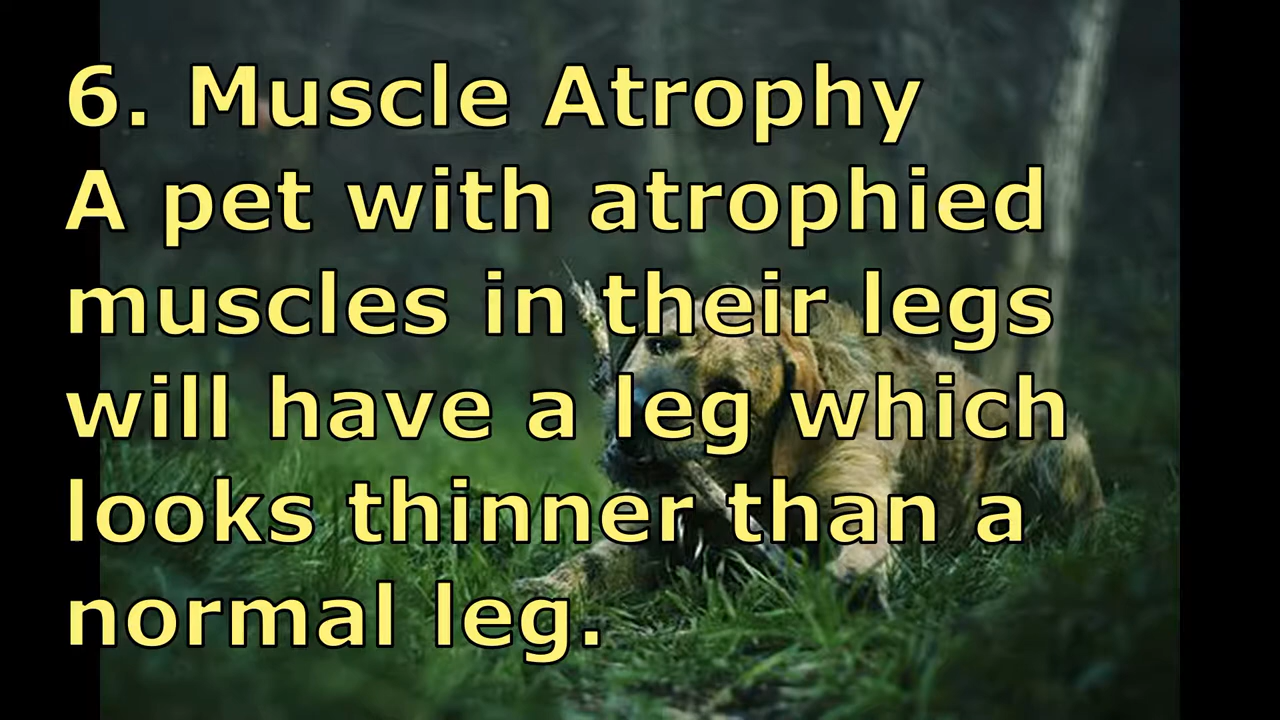 6. Muscle Atrophy
A pet with atrophied
muscles in their legs
will have a leg which
looks thinner than a
normal leg.